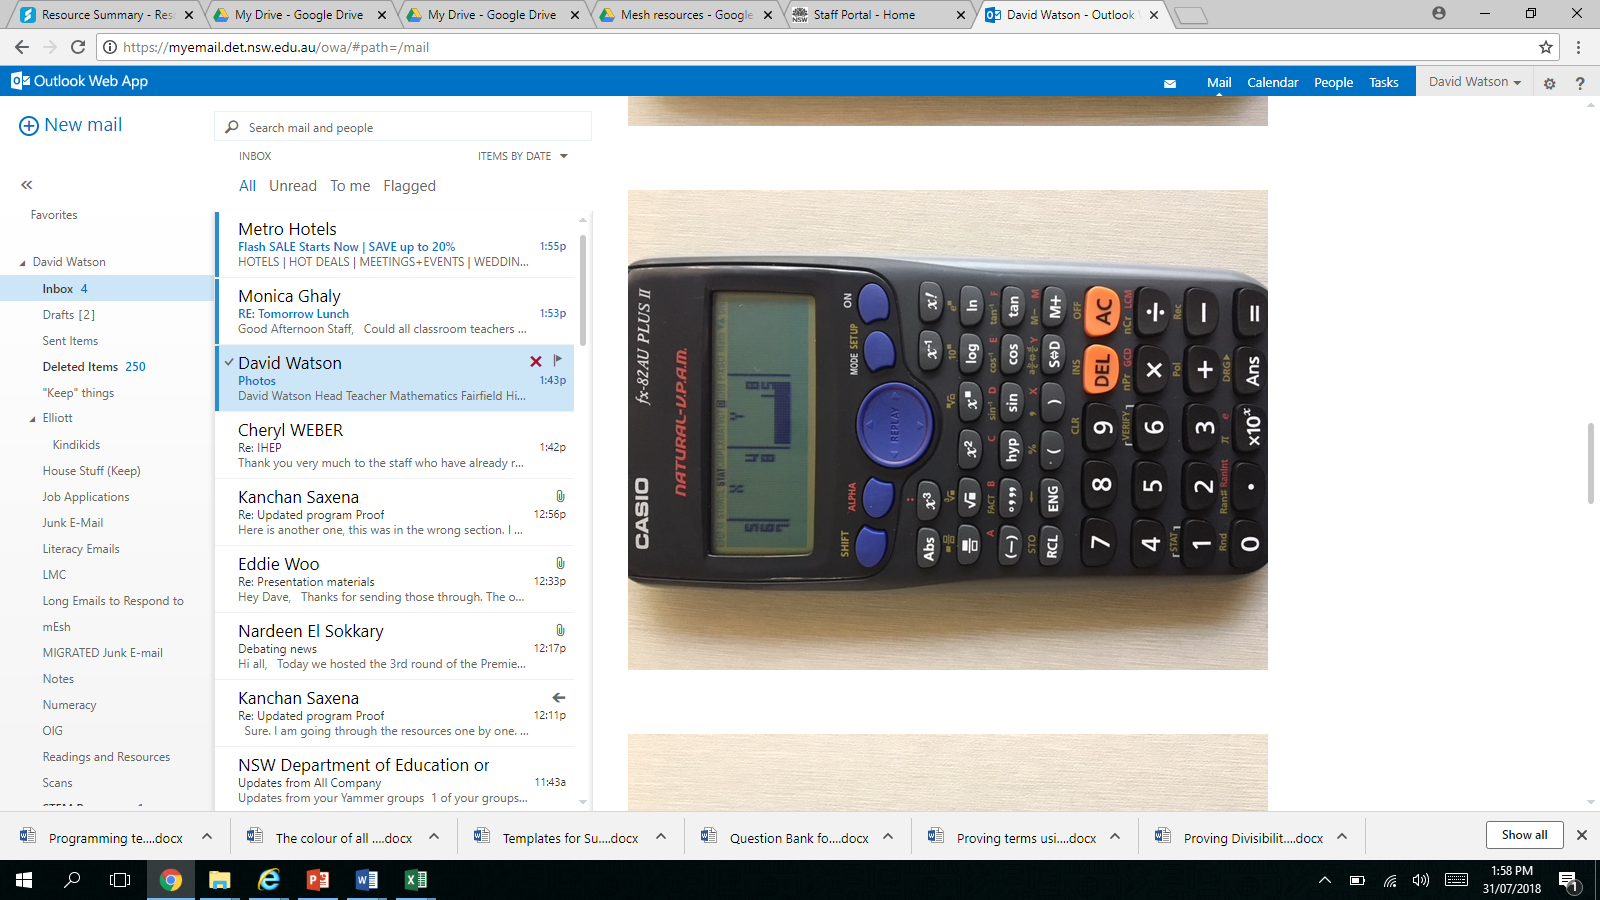 Resource Summary - Res
My Drive - Google Drive
My Drive - Google Drive
Mesh resources - Google
Staff Portal - Home
David Watson - Outlook
https://myemail.det.nsw.edu.au/owa/#path=/mail
Outlook Web App
Mail
Calendar
People
Tasks
David Watson
?
New mail
Favorites
David Watson
Inbox 4
Drafts [2]
Sent Items
Deleted Items 250
"Keep" things
Elliott
Kindikids
House Stuff (Keep)
Job Applications
Junk E-Mail
Literacy Emails
LMC
Long Emails to Respond to
mEsh
MIGRATED Junk E-mail
Notes
Numeracy
OIG
Readings and Resources
Scans
Search mail and people
INBOX
ITEMS BY DATE
All Unread To me Flagged
Metro Hotels
Flash SALE Starts Now | SAVE up to 20% 1:55p
HOTELS | HOT DEALS | MEETINGS+EVENTS | WEDDIN...
Monica Ghaly
RE: Tomorrow Lunch 1:53p
Good Afternoon Staff, Could all classroom teachers ...
David Watson
Photos 1:43p
David Watson Head Teacher Mathematics Fairfield Hi...
Cheryl WEBER
Re: IHEP 1:42p
Thank you very much to the staff who have already r...
Kanchan Saxena
Re: Updated program Proof 12:56p
Here is another one, this was in the wrong section. I ...
Eddie Woo
Re: Presentation materials 12:33p
Hey Dave, Thanks for sending those through. The o...
Nardeen El Sokkary
Debating news 12:17p
Hi all, Today we hosted the 3rd round of the Premie...
Kanchan Saxena
Re: Updated program Proof 12:11p
Sure. I am going through the resources one by one. ...
NSW Department of Education or
Updates from All Company 11:43a
Updates from your Yammer groups 1 of your groups...
CASIO fx-82AU PLUS II
NATURAL-V.P.A.M.
SHIFT ALPHA REPLAY MODE SETUP ON
Abs x³ x⁻¹ x!
√ x² x■ log ln
(−) °’” hyp sin cos tan
RCL ENG ( ) S⇔D M+
7 8 9 DEL AC
4 5 6 × ÷
1 2 3 + −
0 . ×10ˣ Ans =
Programming te....docx
The colour of all ....docx
Templates for Su....docx
Question Bank fo....docx
Proving terms usi....docx
Proving Divisibilit....docx
Show all
1:58 PM
31/07/2018
1